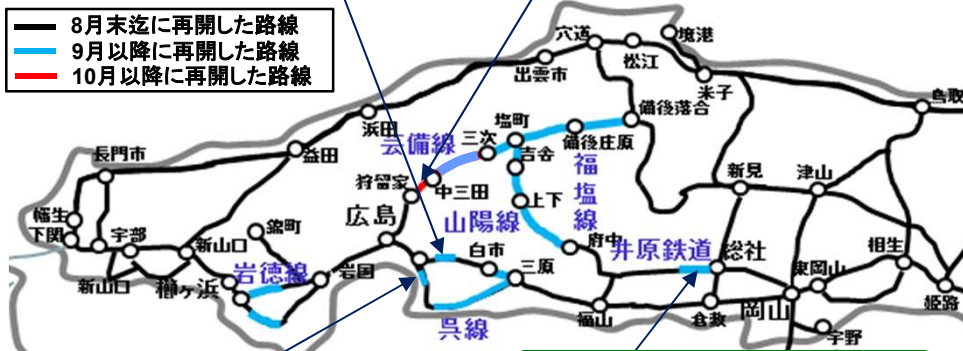 8月末迄に再開した路線
9月以降に再開した路線
10月以降に再開した路線
穴道
境港
松江
出雲市
米子
鳥取
備後落合
浜田
塩町
芸備線
三次
備後庄原
益田
吉舎
福塩線
長門市
狩留家
中三田
新見
津山
上下
広島
山陽線
幡生
下関
宇部
新山口
白市
府中
井原鉄道
総社
相生
岩徳線
岩国
三原
東岡山
新山口
櫛ヶ浜
岡山
姫路
福山
倉敷
呉線
宇野